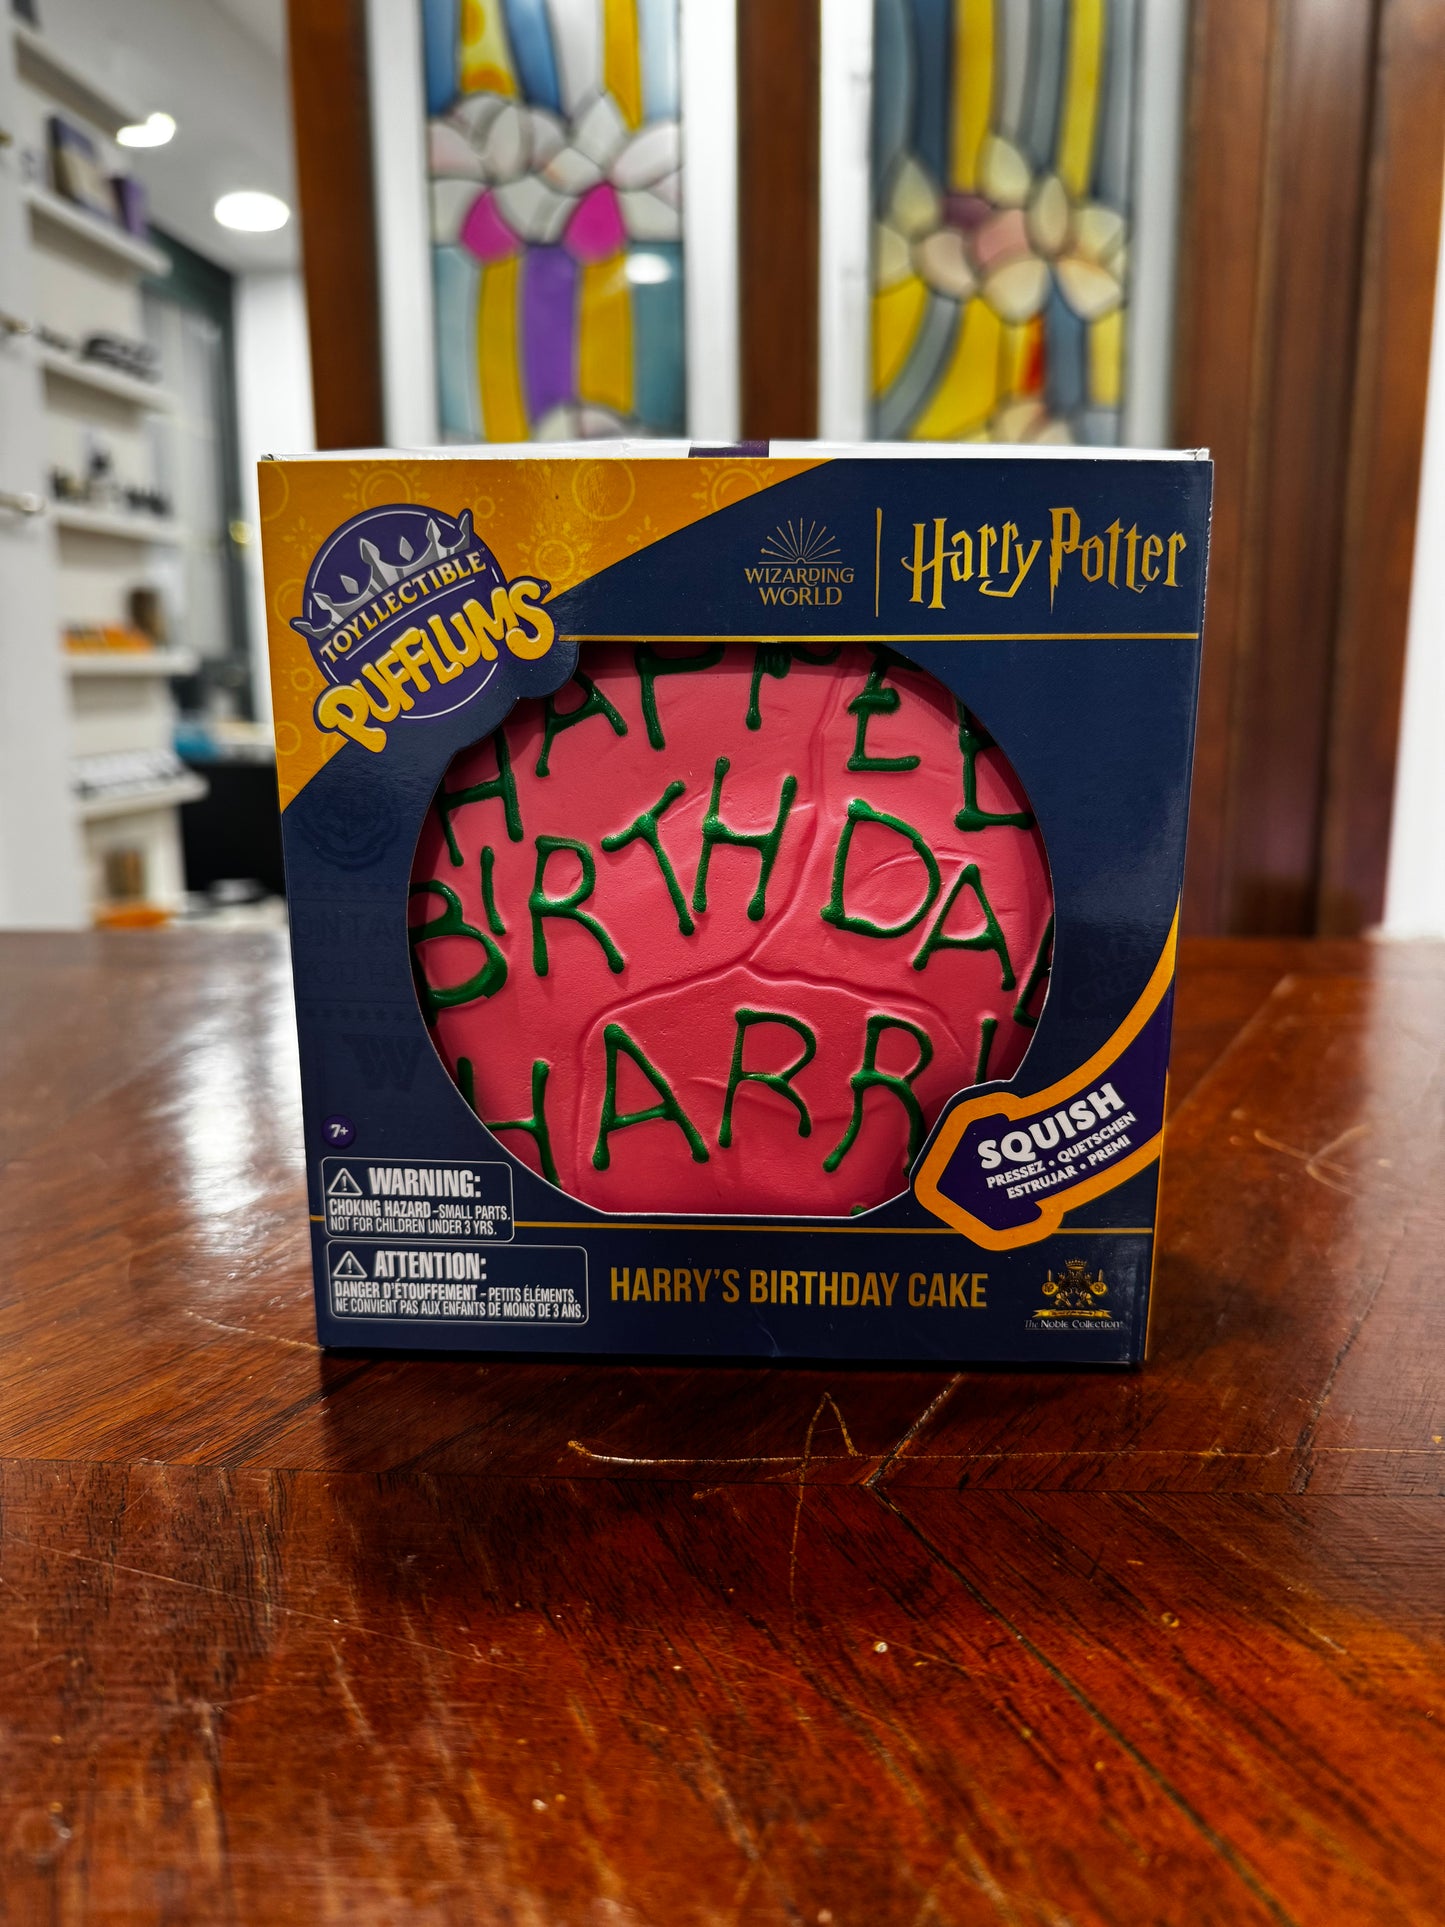 TOYLLECTIBLE
PUFFLUMS
WIZARDING
WORLD
Harry Potter
HAPPEE
BIRTHDAE
HARRY
SQUISH
PRESSEZ • QUETSCHEN
ESTRUJAR • PREMI
7+
WARNING:
CHOKING HAZARD-SMALL PARTS.
NOT FOR CHILDREN UNDER 3 YRS.
ATTENTION:
DANGER D'ÉTOUFFEMENT-PETITS ÉLÉMENTS.
NE CONVIENT PAS AUX ENFANTS DE MOINS DE 3 ANS.
HARRY'S BIRTHDAY CAKE
The Noble Collection